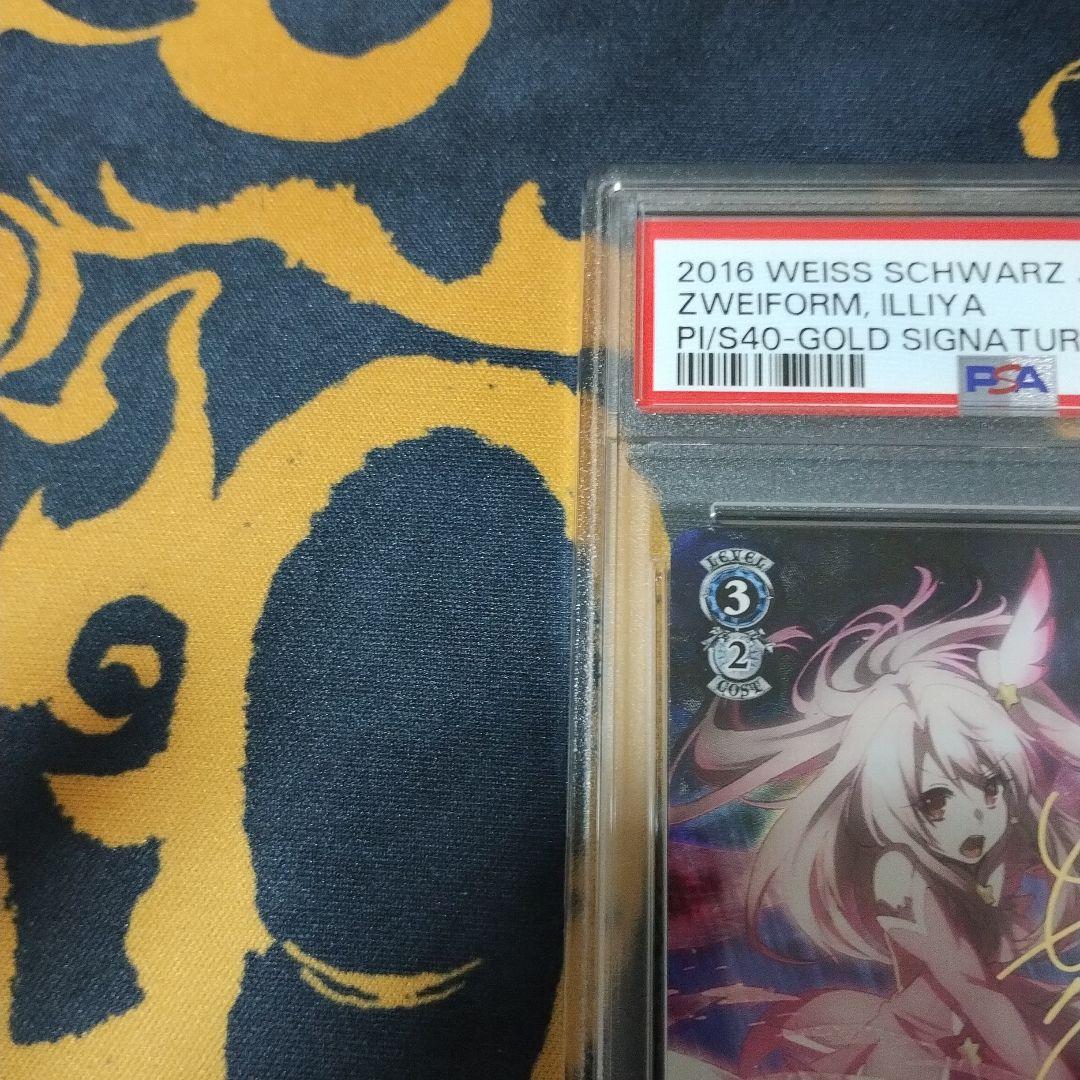 2016 WEISS SCHWARZ
ZWEIFORM, ILLIYA
PI/S40-GOLD SIGNATUR
PSA
LEVEL
3
2
COST